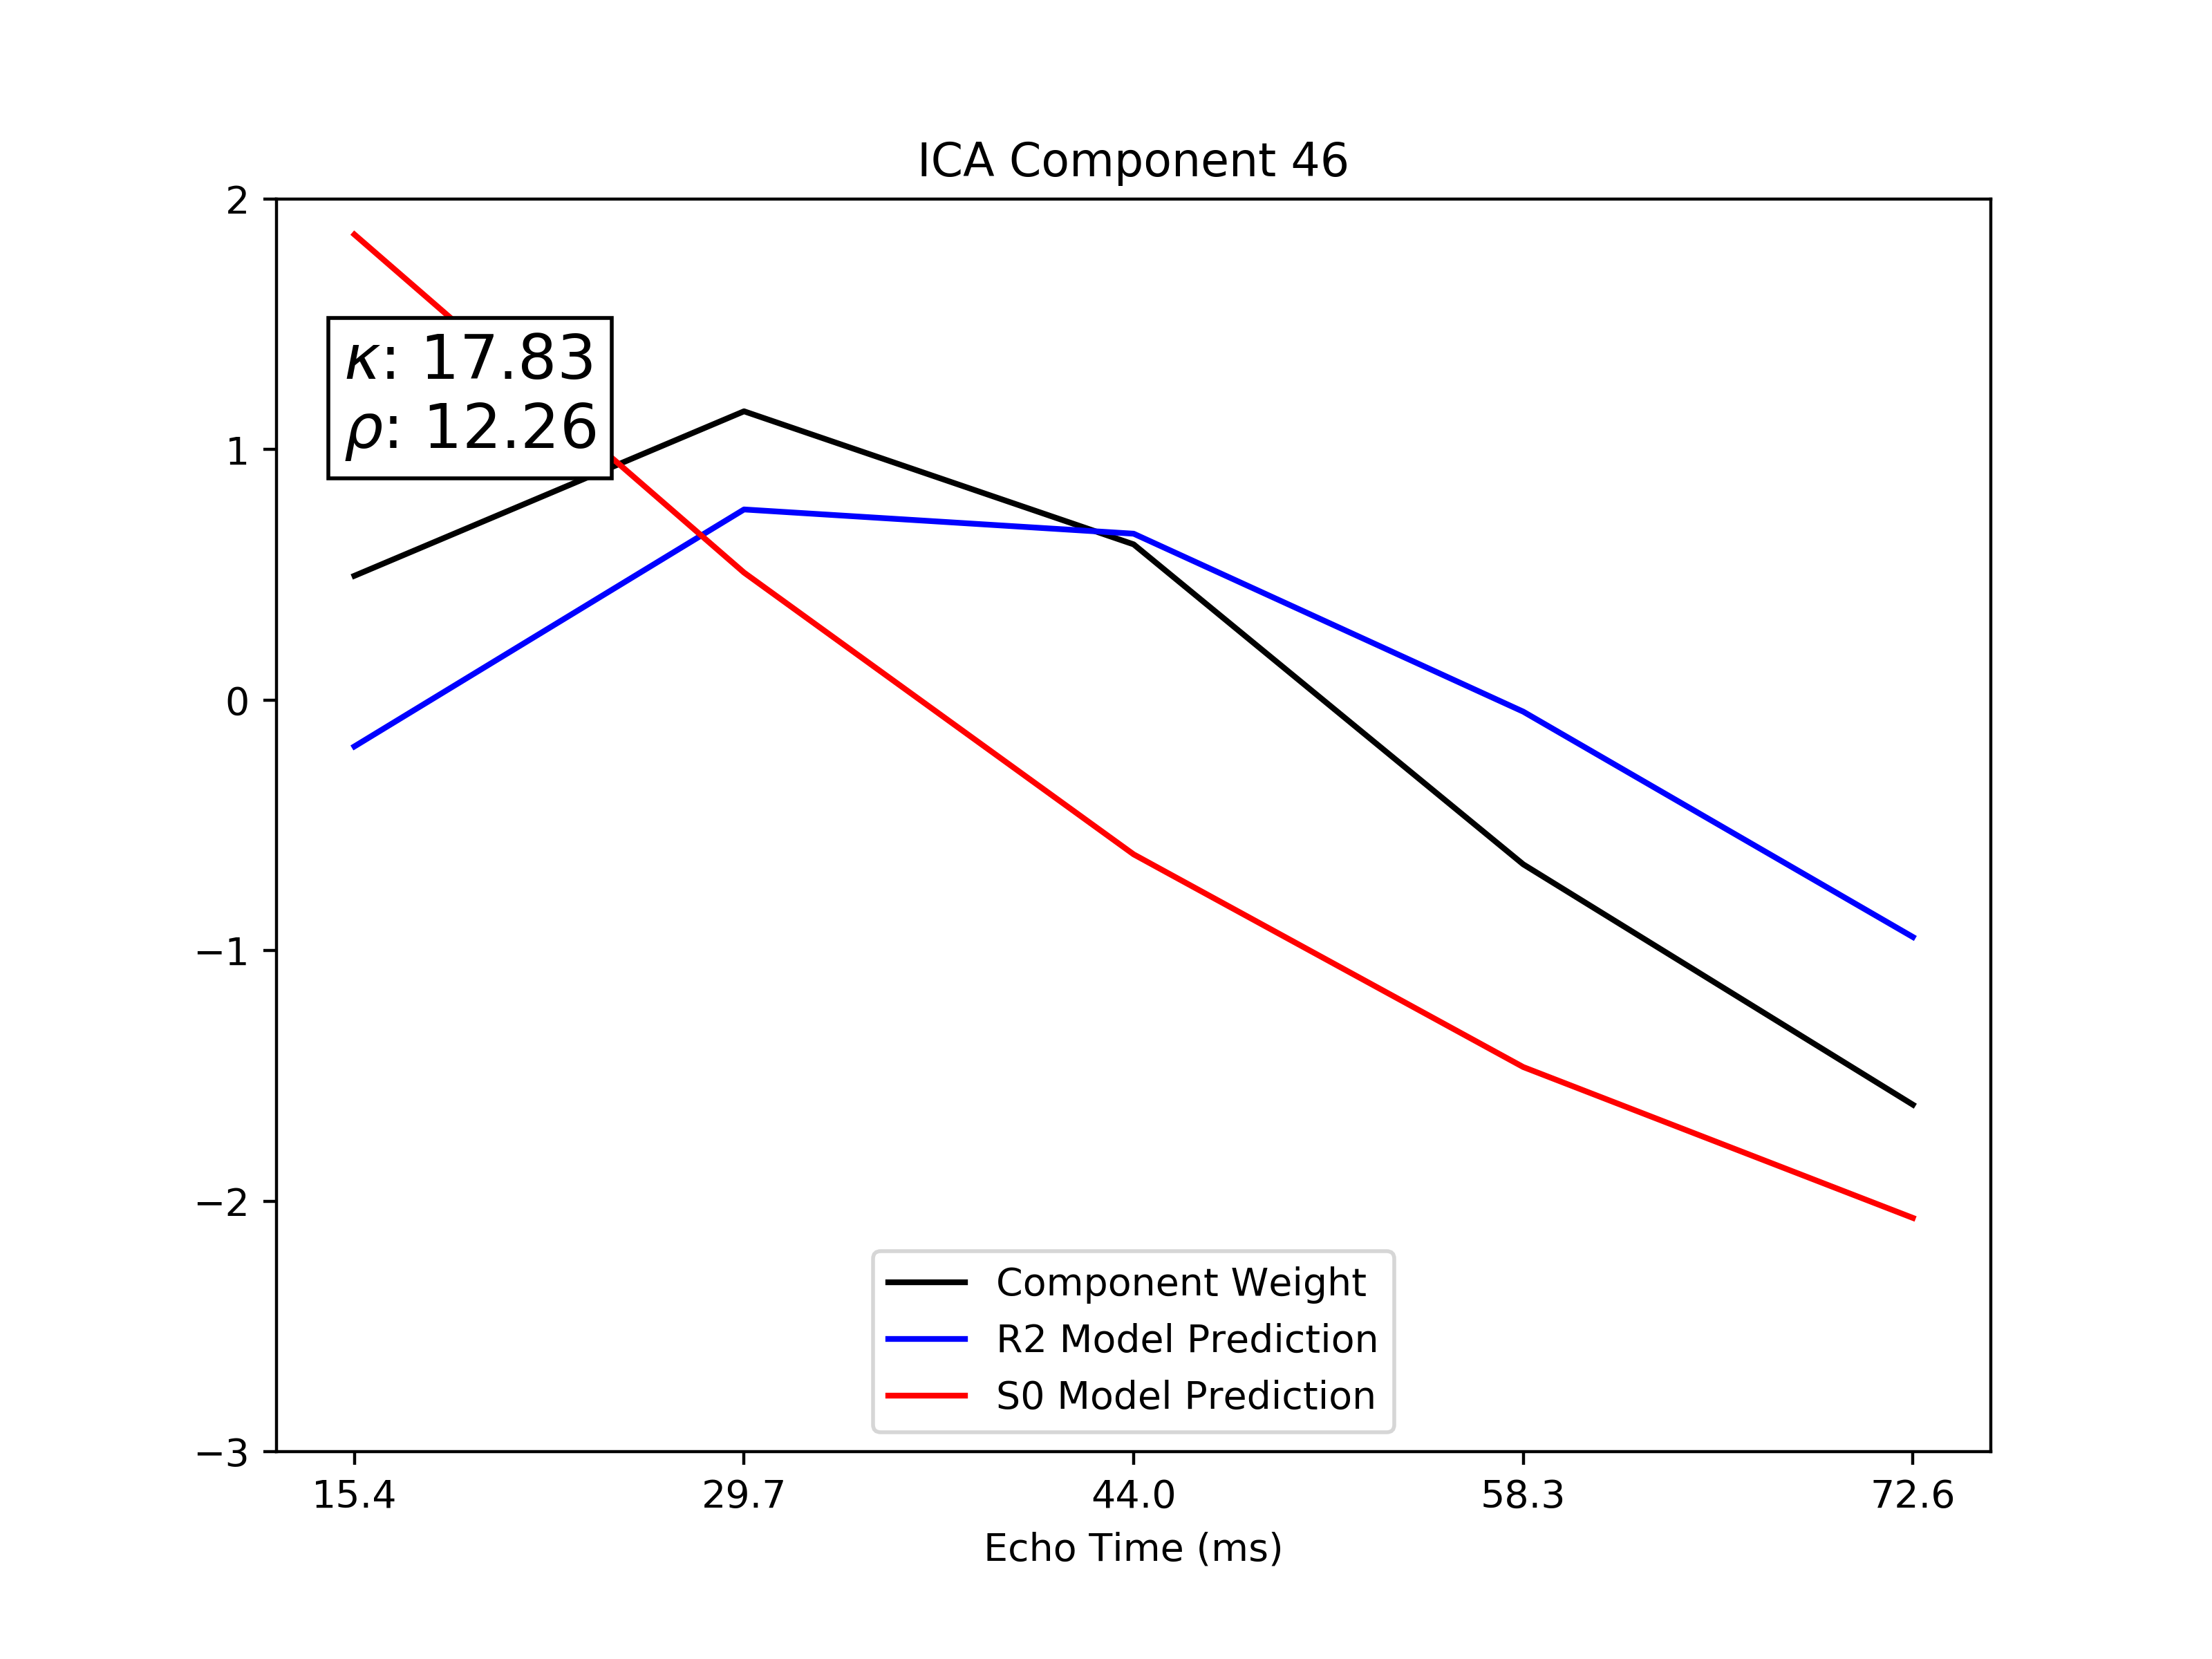 ICA Component 46
2
1
0
−1
−2
−3
κ: 17.83
ρ: 12.26
Component Weight
R2 Model Prediction
S0 Model Prediction
15.4 29.7 44.0 58.3 72.6
Echo Time (ms)